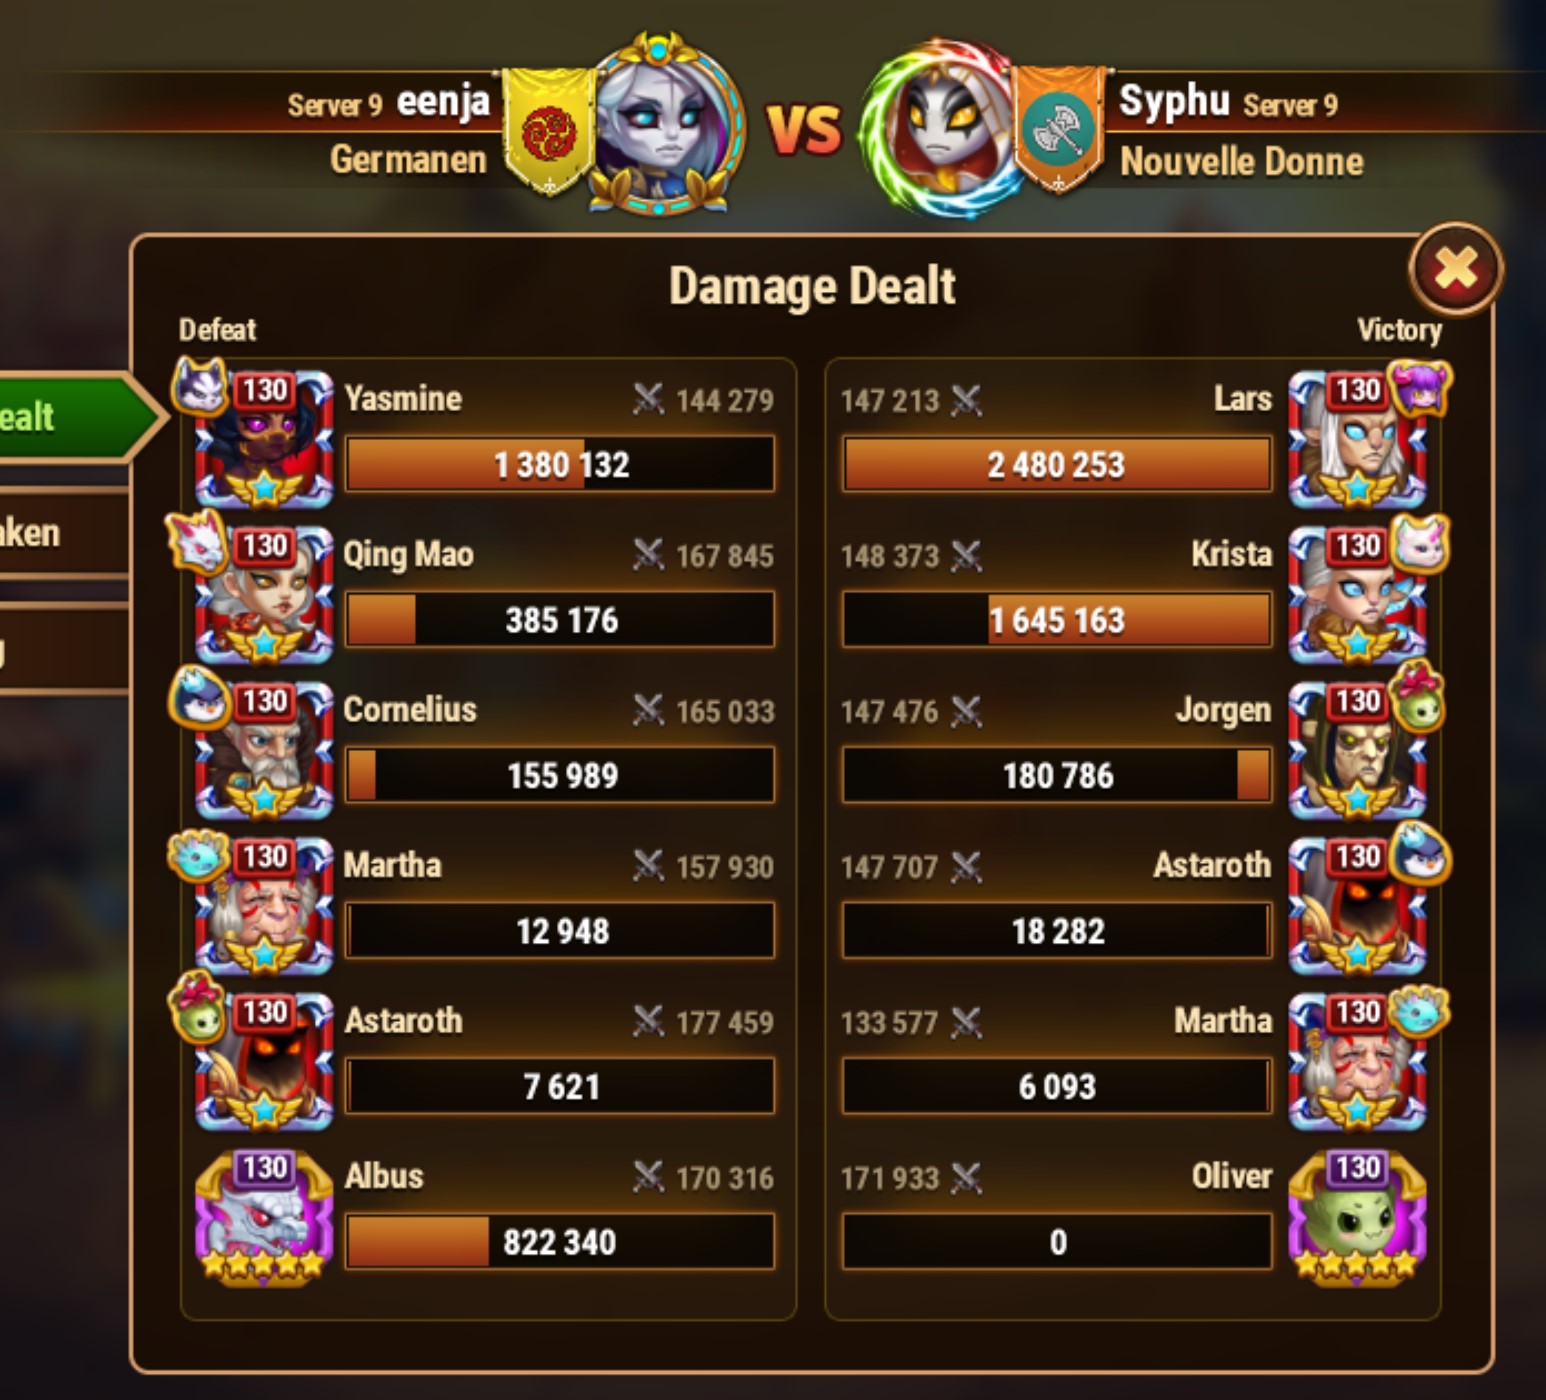 Server 9 eenja
Germanen
VS
Syphu Server 9
Nouvelle Donne
Damage Dealt
Defeat
Victory
ealt
aken
g
130 Yasmine 144 279
1 380 132
130 Qing Mao 167 845
385 176
130 Cornelius 165 033
155 989
130 Martha 157 930
12 948
130 Astaroth 177 459
7 621
130 Albus 170 316
822 340
147 213 Lars 130
2 480 253
148 373 Krista 130
1 645 163
147 476 Jorgen 130
180 786
147 707 Astaroth 130
18 282
133 577 Martha 130
6 093
171 933 Oliver 130
0